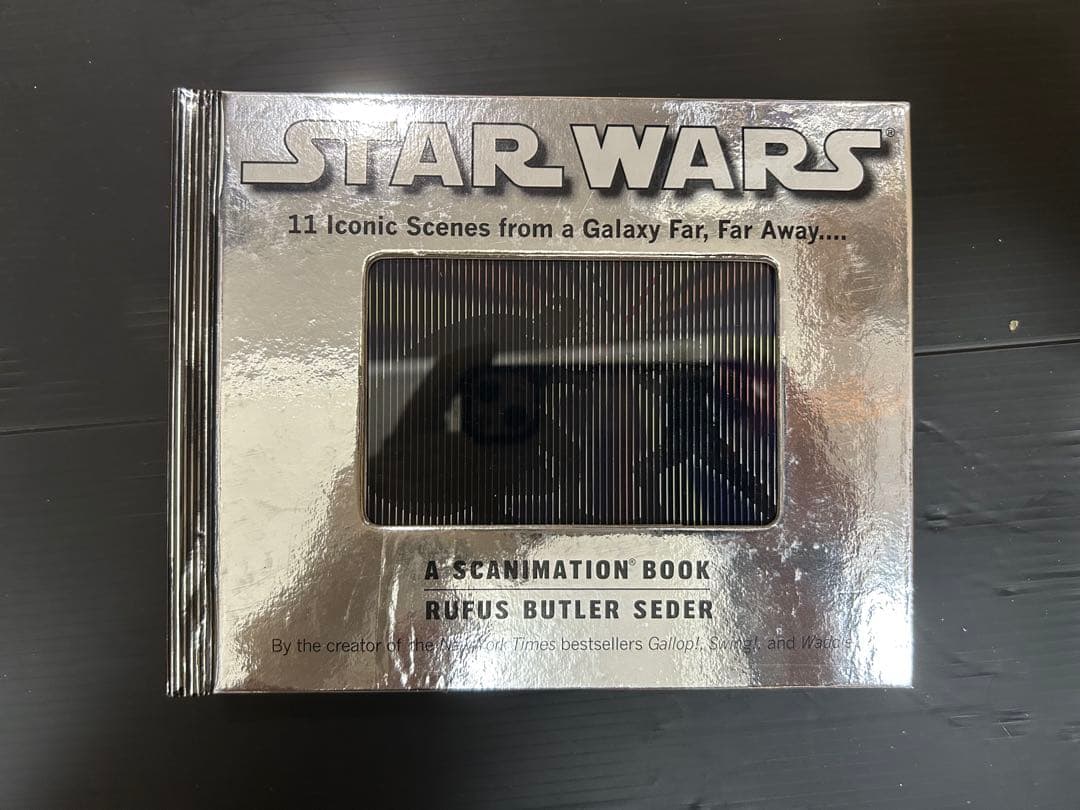 STAR WARS®
11 Iconic Scenes from a Galaxy Far, Far Away....
A SCANIMATION® BOOK
RUFUS BUTLER SEDER
By the creator of the New York Times bestsellers Gallop!, Swing!, and Waddle